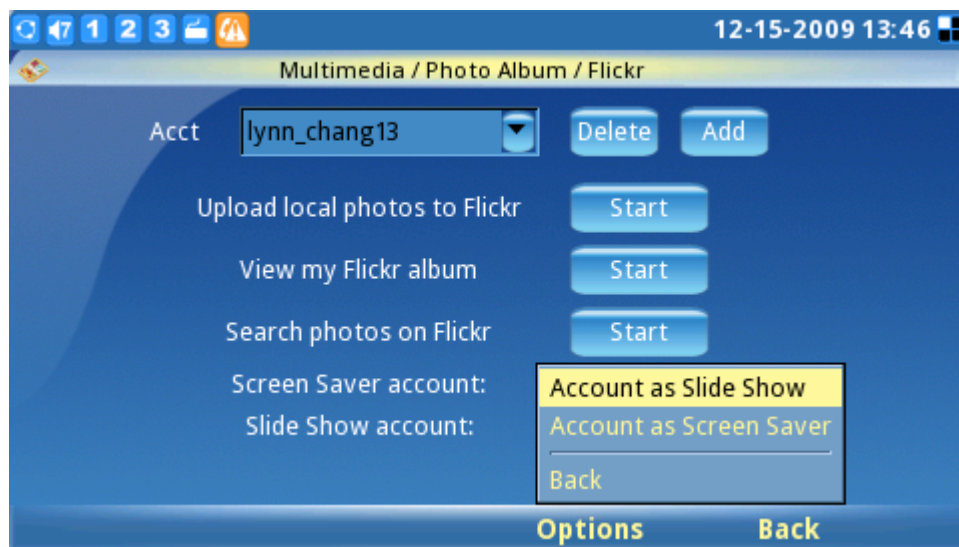 7 1 2 3 12-15-2009 13:46
Multimedia / Photo Album / Flickr
Acct lynn_chang13 Delete Add
Upload local photos to Flickr Start
View my Flickr album Start
Search photos on Flickr Start
Screen Saver account:
Slide Show account:
Account as Slide Show
Account as Screen Saver
Back
Options Back